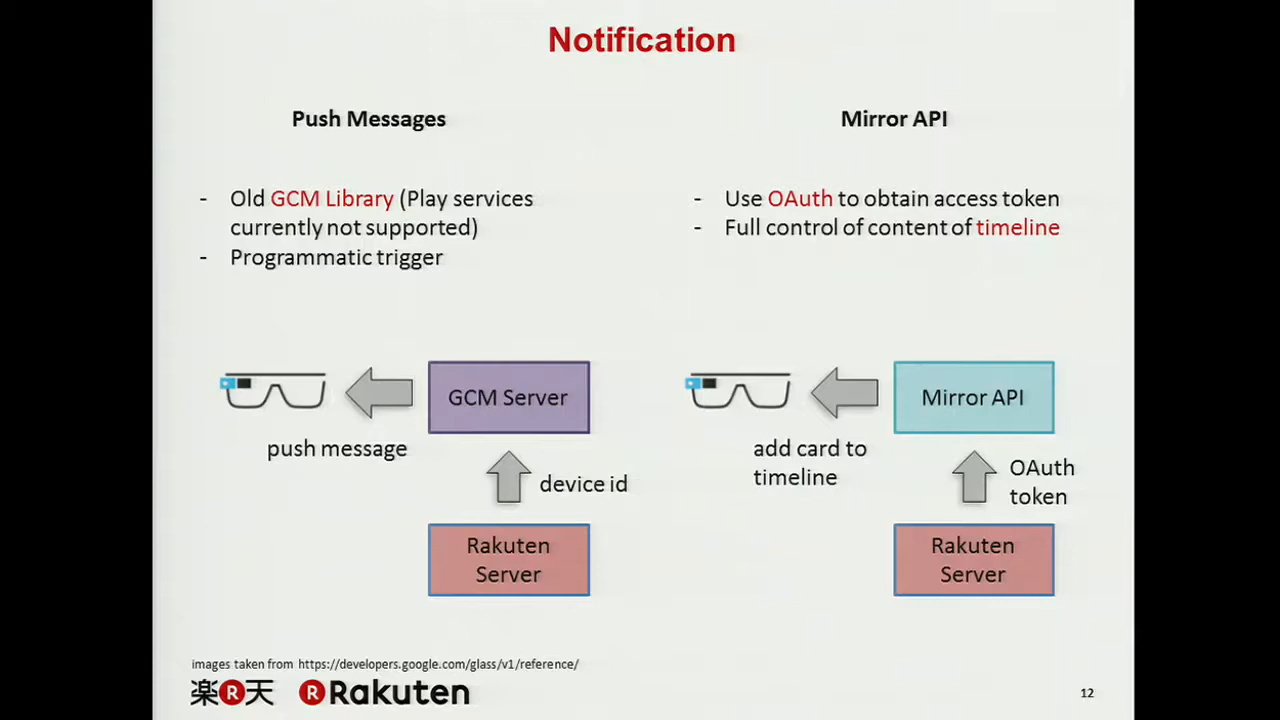 Notification
Push Messages
- Old GCM Library (Play services
currently not supported)
- Programmatic trigger
GCM Server
push message
device id
Rakuten
Server
Mirror API
- Use OAuth to obtain access token
- Full control of content of timeline
Mirror API
add card to
timeline
OAuth
token
Rakuten
Server
images taken from https://developers.google.com/glass/v1/reference/
楽R天 R Rakuten
12